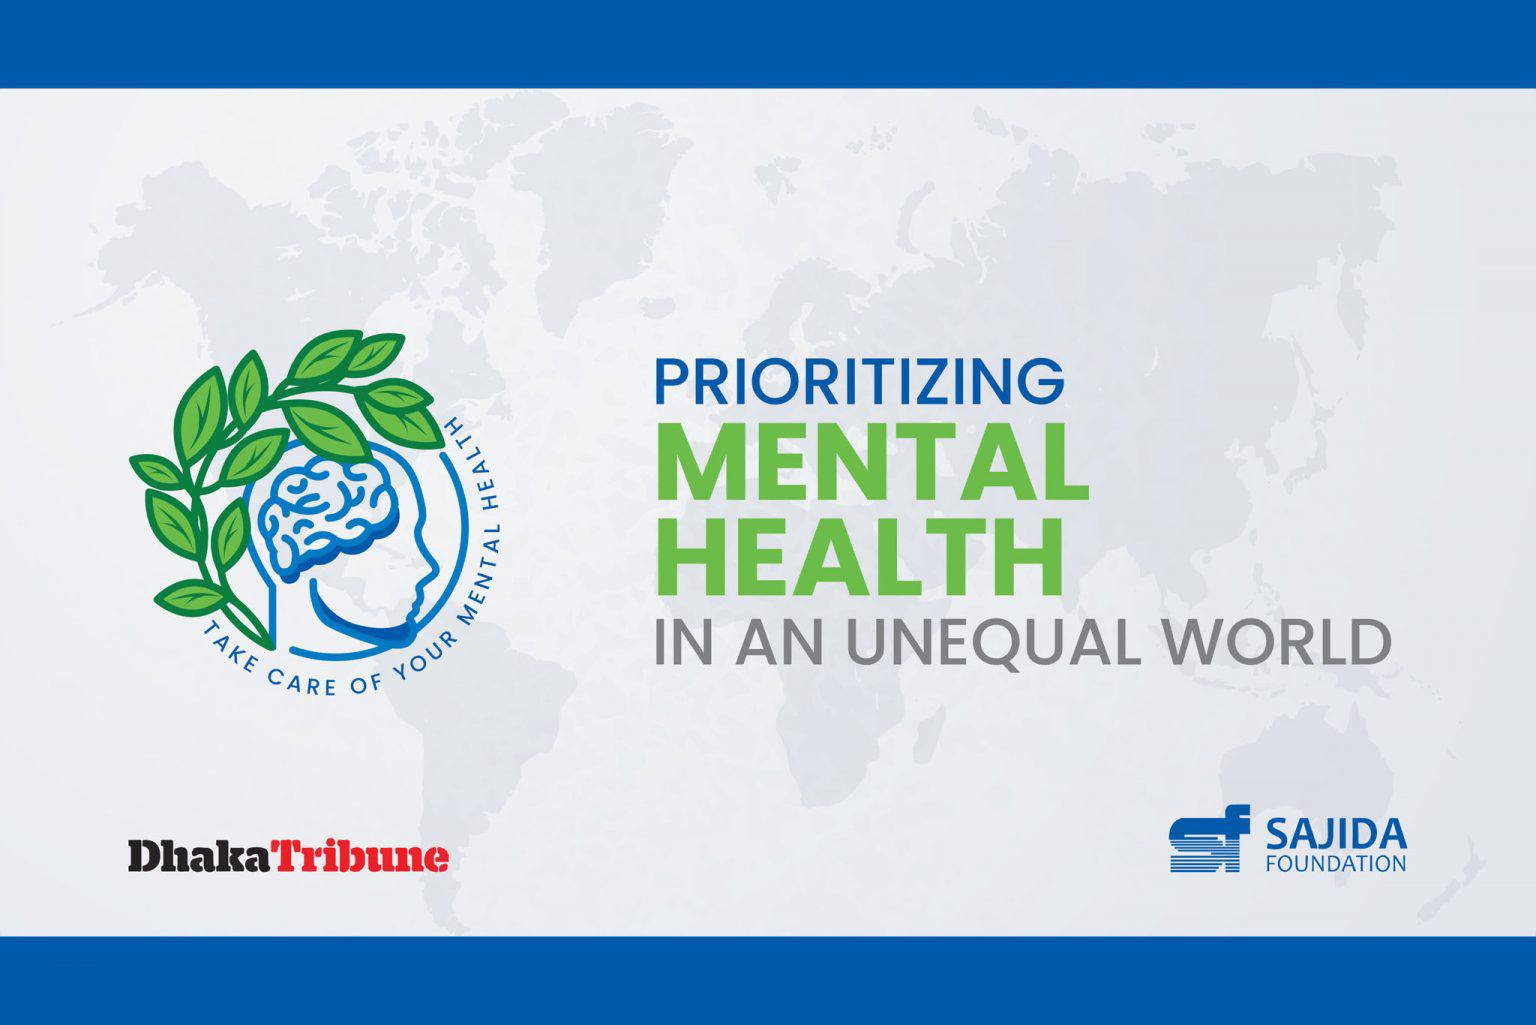 TAKE CARE OF YOUR MENTAL HEALTH
PRIORITIZING
MENTAL
HEALTH
IN AN UNEQUAL WORLD
DhakaTribune
SAJIDA
FOUNDATION